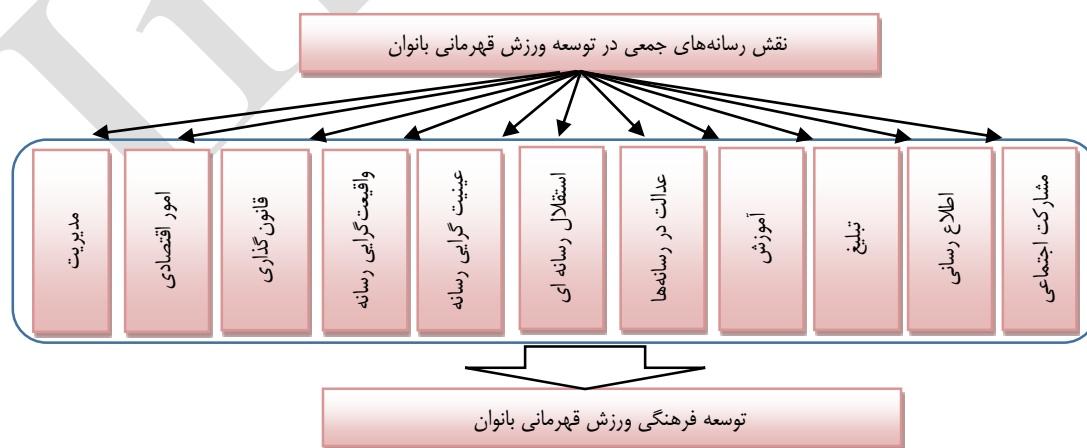 نقش رسانه‌های جمعی در توسعه ورزش قهرمانی بانوان
مشارکت اجتماعی
اطلاع رسانی
تبلیغ
آموزش
عدالت در رسانه‌ها
استقلال رسانه ای
عینیت گرایی رسانه
واقیعت‌گرایی رسانه
قانون‌گذاری
امور اقتصادی
مدیریت
توسعه فرهنگی ورزش قهرمانی بانوان